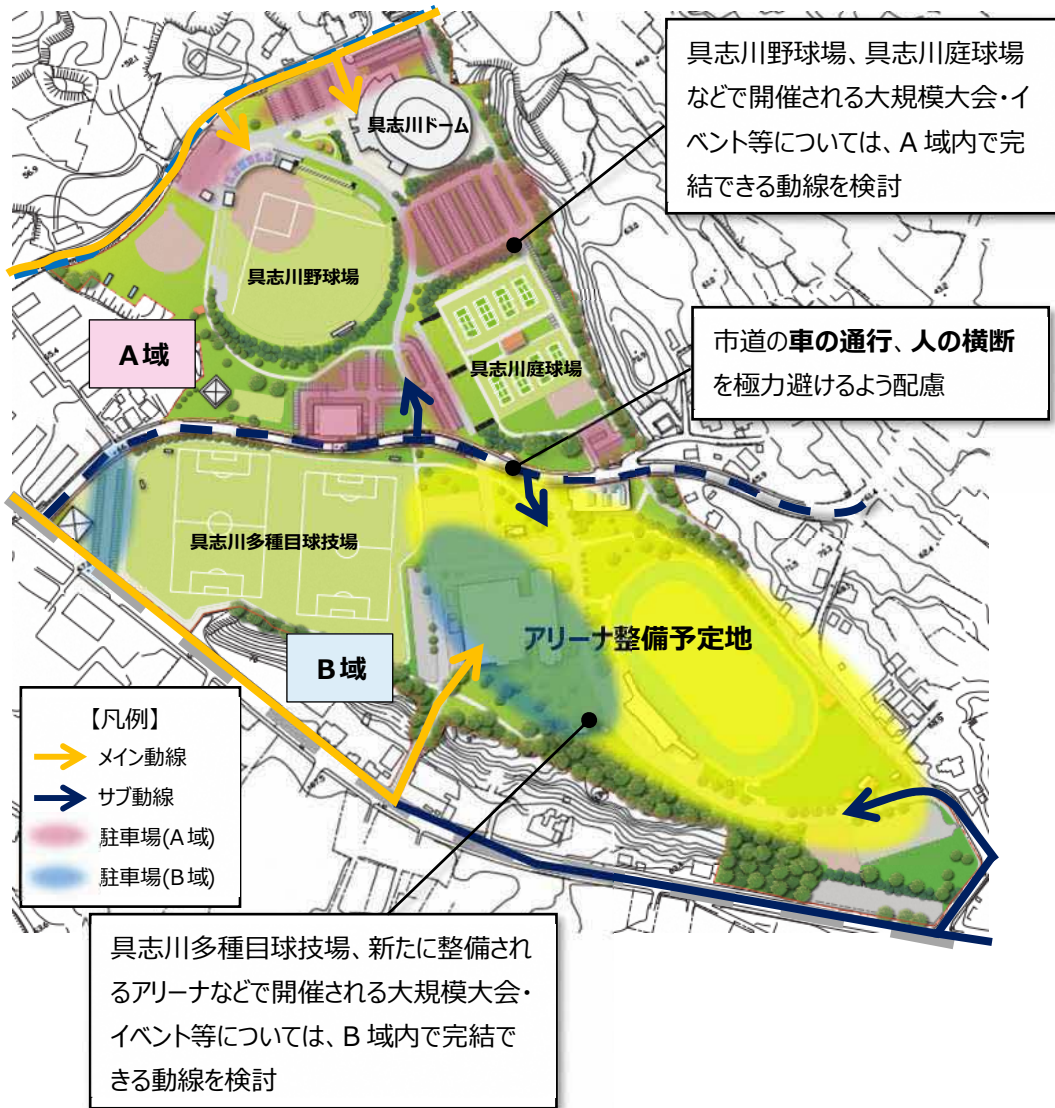 具志川野球場、具志川庭球場
などで開催される大規模大会・イ
ベント等については、A 域内で完
結できる動線を検討
具志川ドーム
具志川野球場
A域
具志川庭球場
市道の車の通行、人の横断
を極力避けるよう配慮
具志川多種目球技場
アリーナ整備予定地
B域
【凡例】
メイン動線
サブ動線
駐車場(A域)
駐車場(B域)
具志川多種目球技場、新たに整備され
るアリーナなどで開催される大規模大会・
イベント等については、B 域内で完結で
きる動線を検討